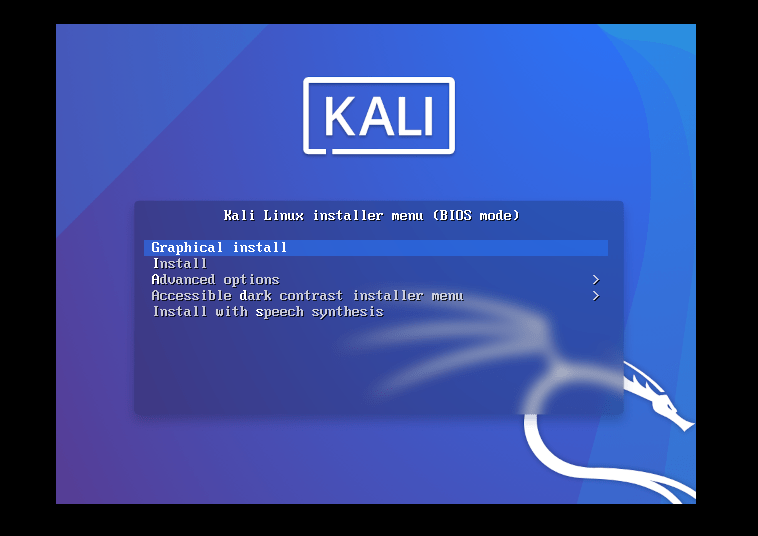 KALI
Kali Linux installer menu (BIOS mode)
Graphical install
Install
Advanced options >
Accessible dark contrast installer menu >
Install with speech synthesis